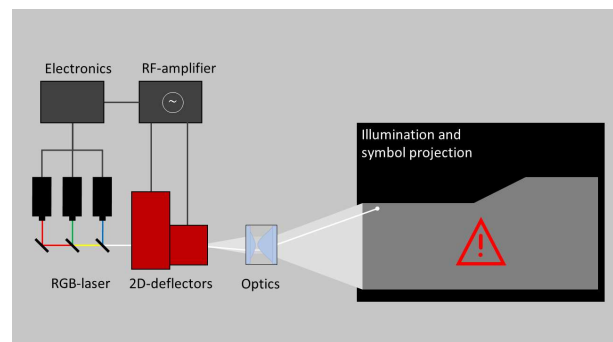 Electronics
RF-amplifier
~
Illumination and
symbol projection
!
RGB-laser
2D-deflectors
Optics